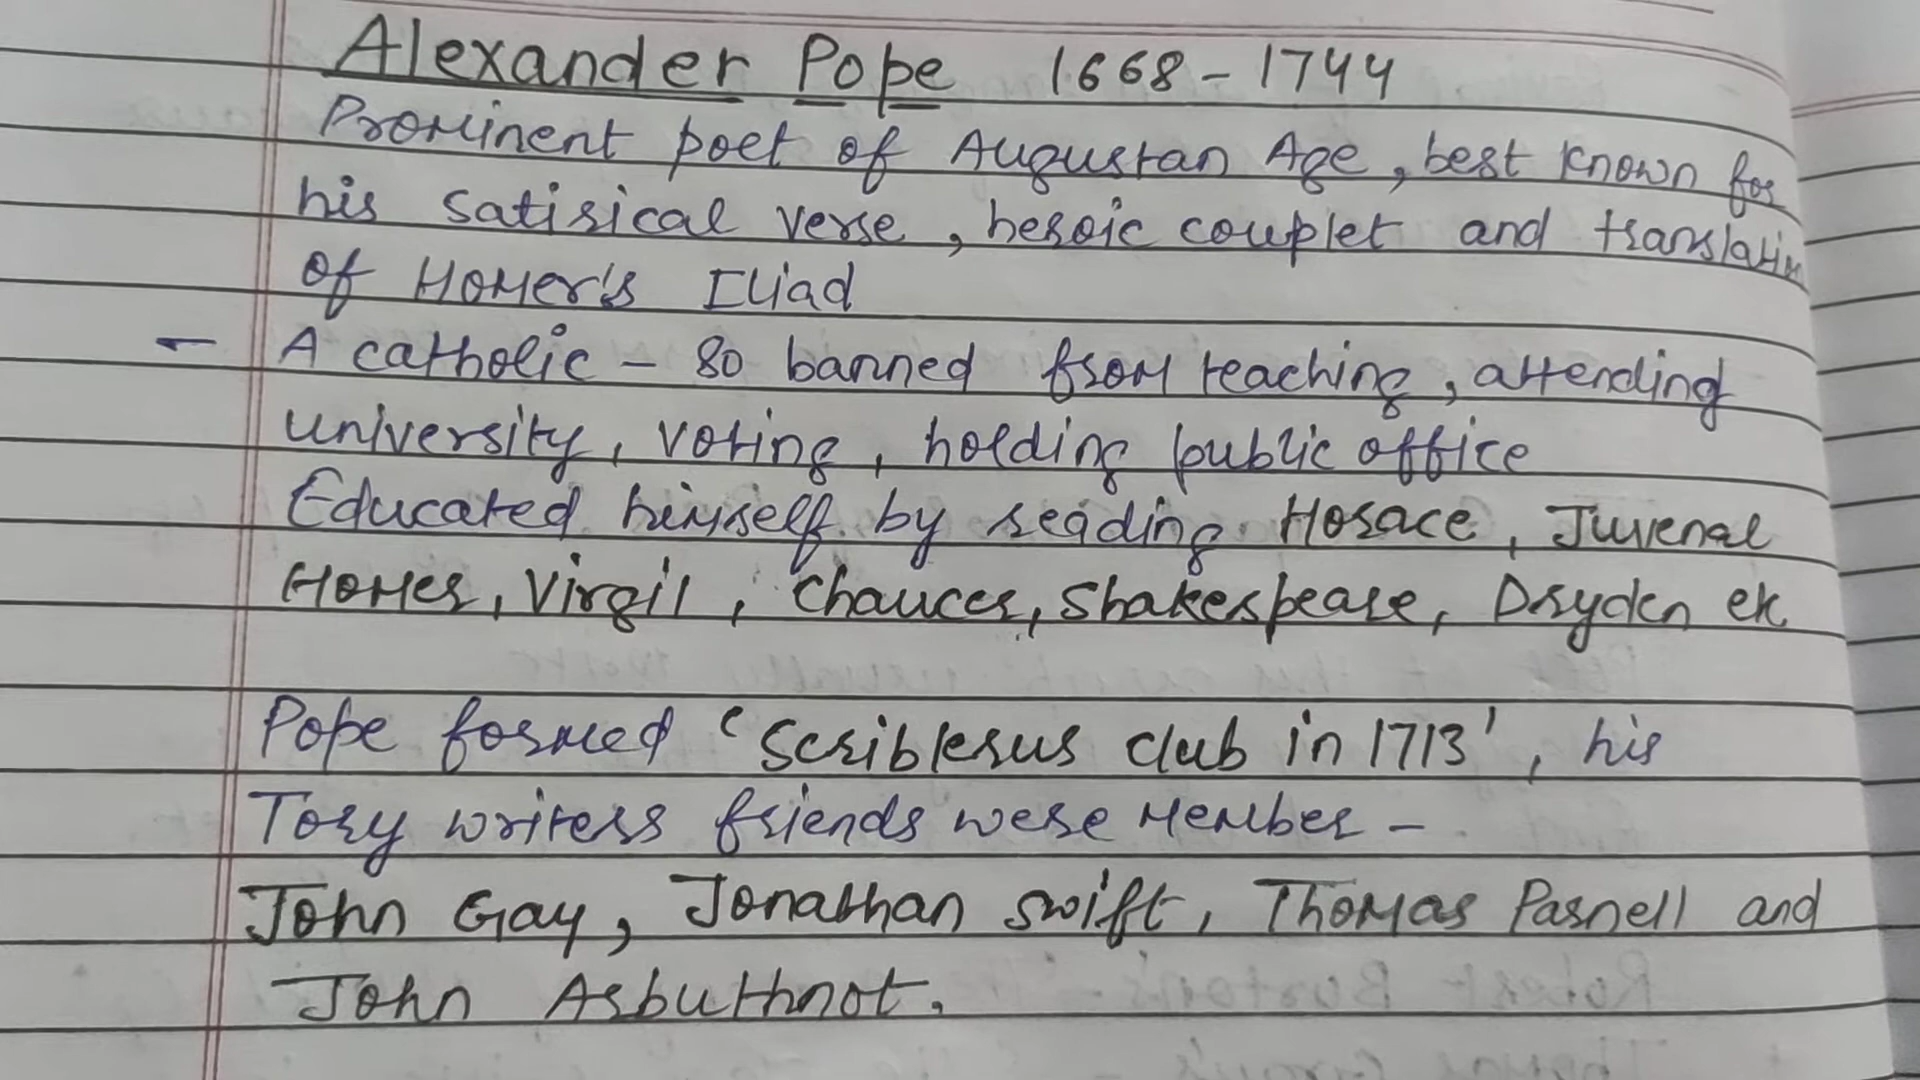 Alexander Pope 1668-1744
Prominent poet of Augustan Age, best known for
his satirical verse, heroic couplet and translation
of Homer's Iliad
- A catholic - so banned from teaching, attending
university, voting, holding public office
Educated himself by reading Horace, Juvenal
Homer, Virgil, Chaucer, Shakespeare, Dryden etc
Pope formed 'Scriblerus club in 1713', his
Tory writers friends were member -
John Gay, Jonathan Swift, Thomas Parnell and
John Arbuthnot.